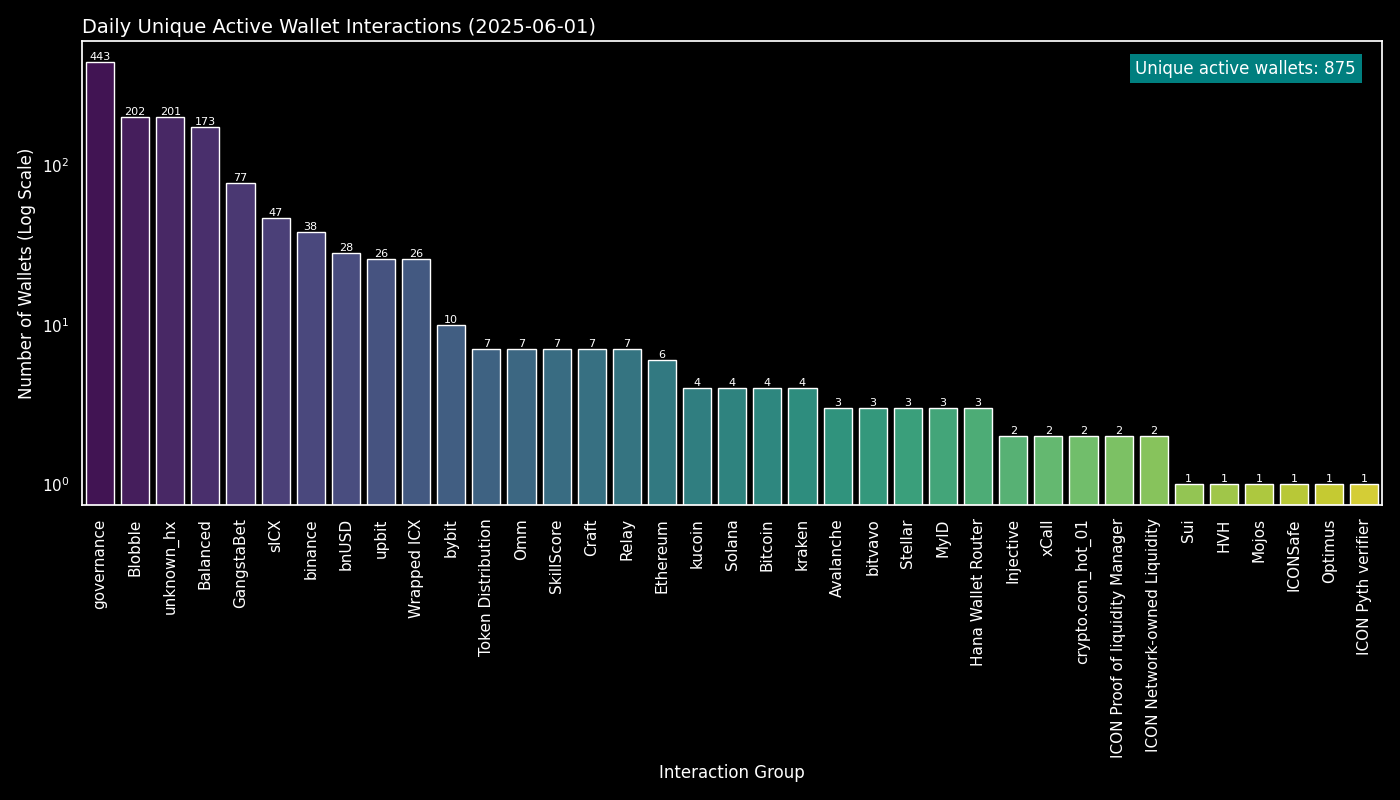 Daily Unique Active Wallet Interactions (2025-06-01)
Unique active wallets: 875
Number of Wallets (Log Scale)
10²
10¹
10⁰
443
202
201
173
77
47
38
28
26
26
10
7
7
7
7
7
6
4
4
4
4
3
3
3
3
3
2
2
2
2
2
1
1
1
1
1
1
governance
Blobble
unknown_hx
Balanced
GangstaBet
sICX
binance
bnUSD
upbit
Wrapped ICX
bybit
Token Distribution
Omm
SkillScore
Craft
Relay
Ethereum
kucoin
Solana
Bitcoin
kraken
Avalanche
bitvavo
Stellar
MyID
Hana Wallet Router
Injective
xCall
crypto.com_hot_01
ICON Proof of liquidity Manager
ICON Network-owned Liquidity
Sui
HVH
Mojos
ICONSafe
Optimus
ICON Pyth verifier
Interaction Group